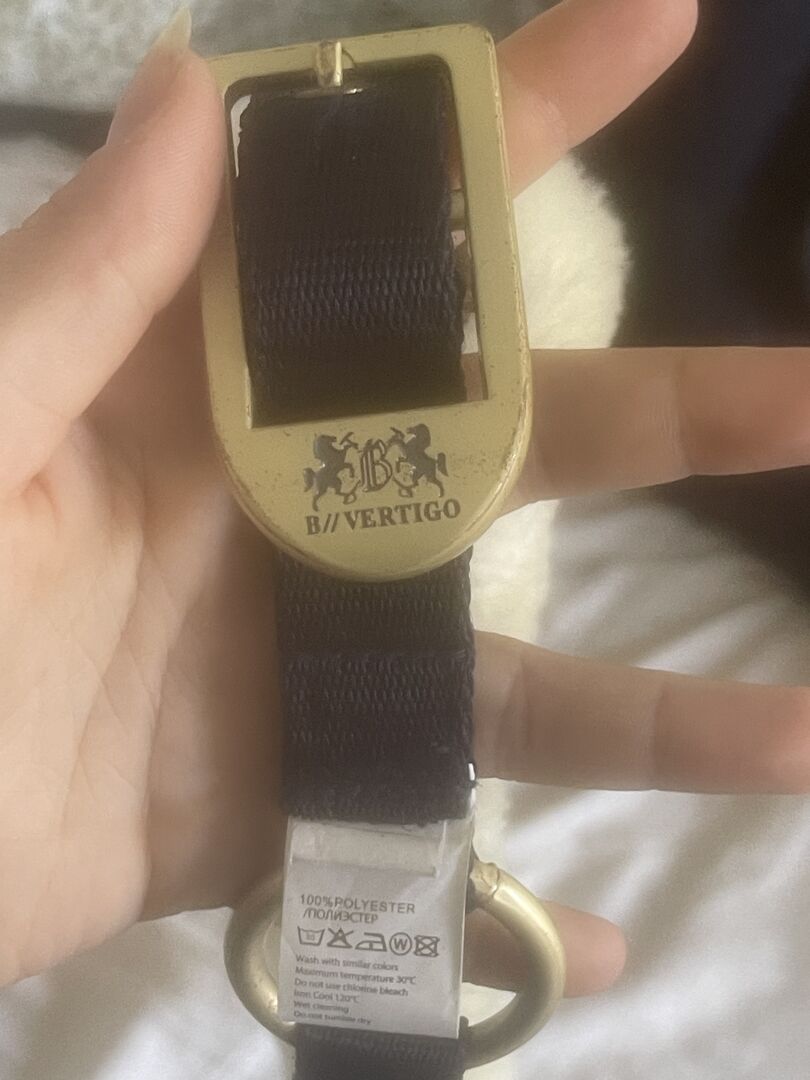 B
B//VERTIGO
100%POLYESTER
/ПОЛИЭСТЕР
W
Wash with similar colors
Maximum temperature 30°C
Do not use chlorine bleach
Iron Cool 120°C
Wet cleaning
Do not tumble dry